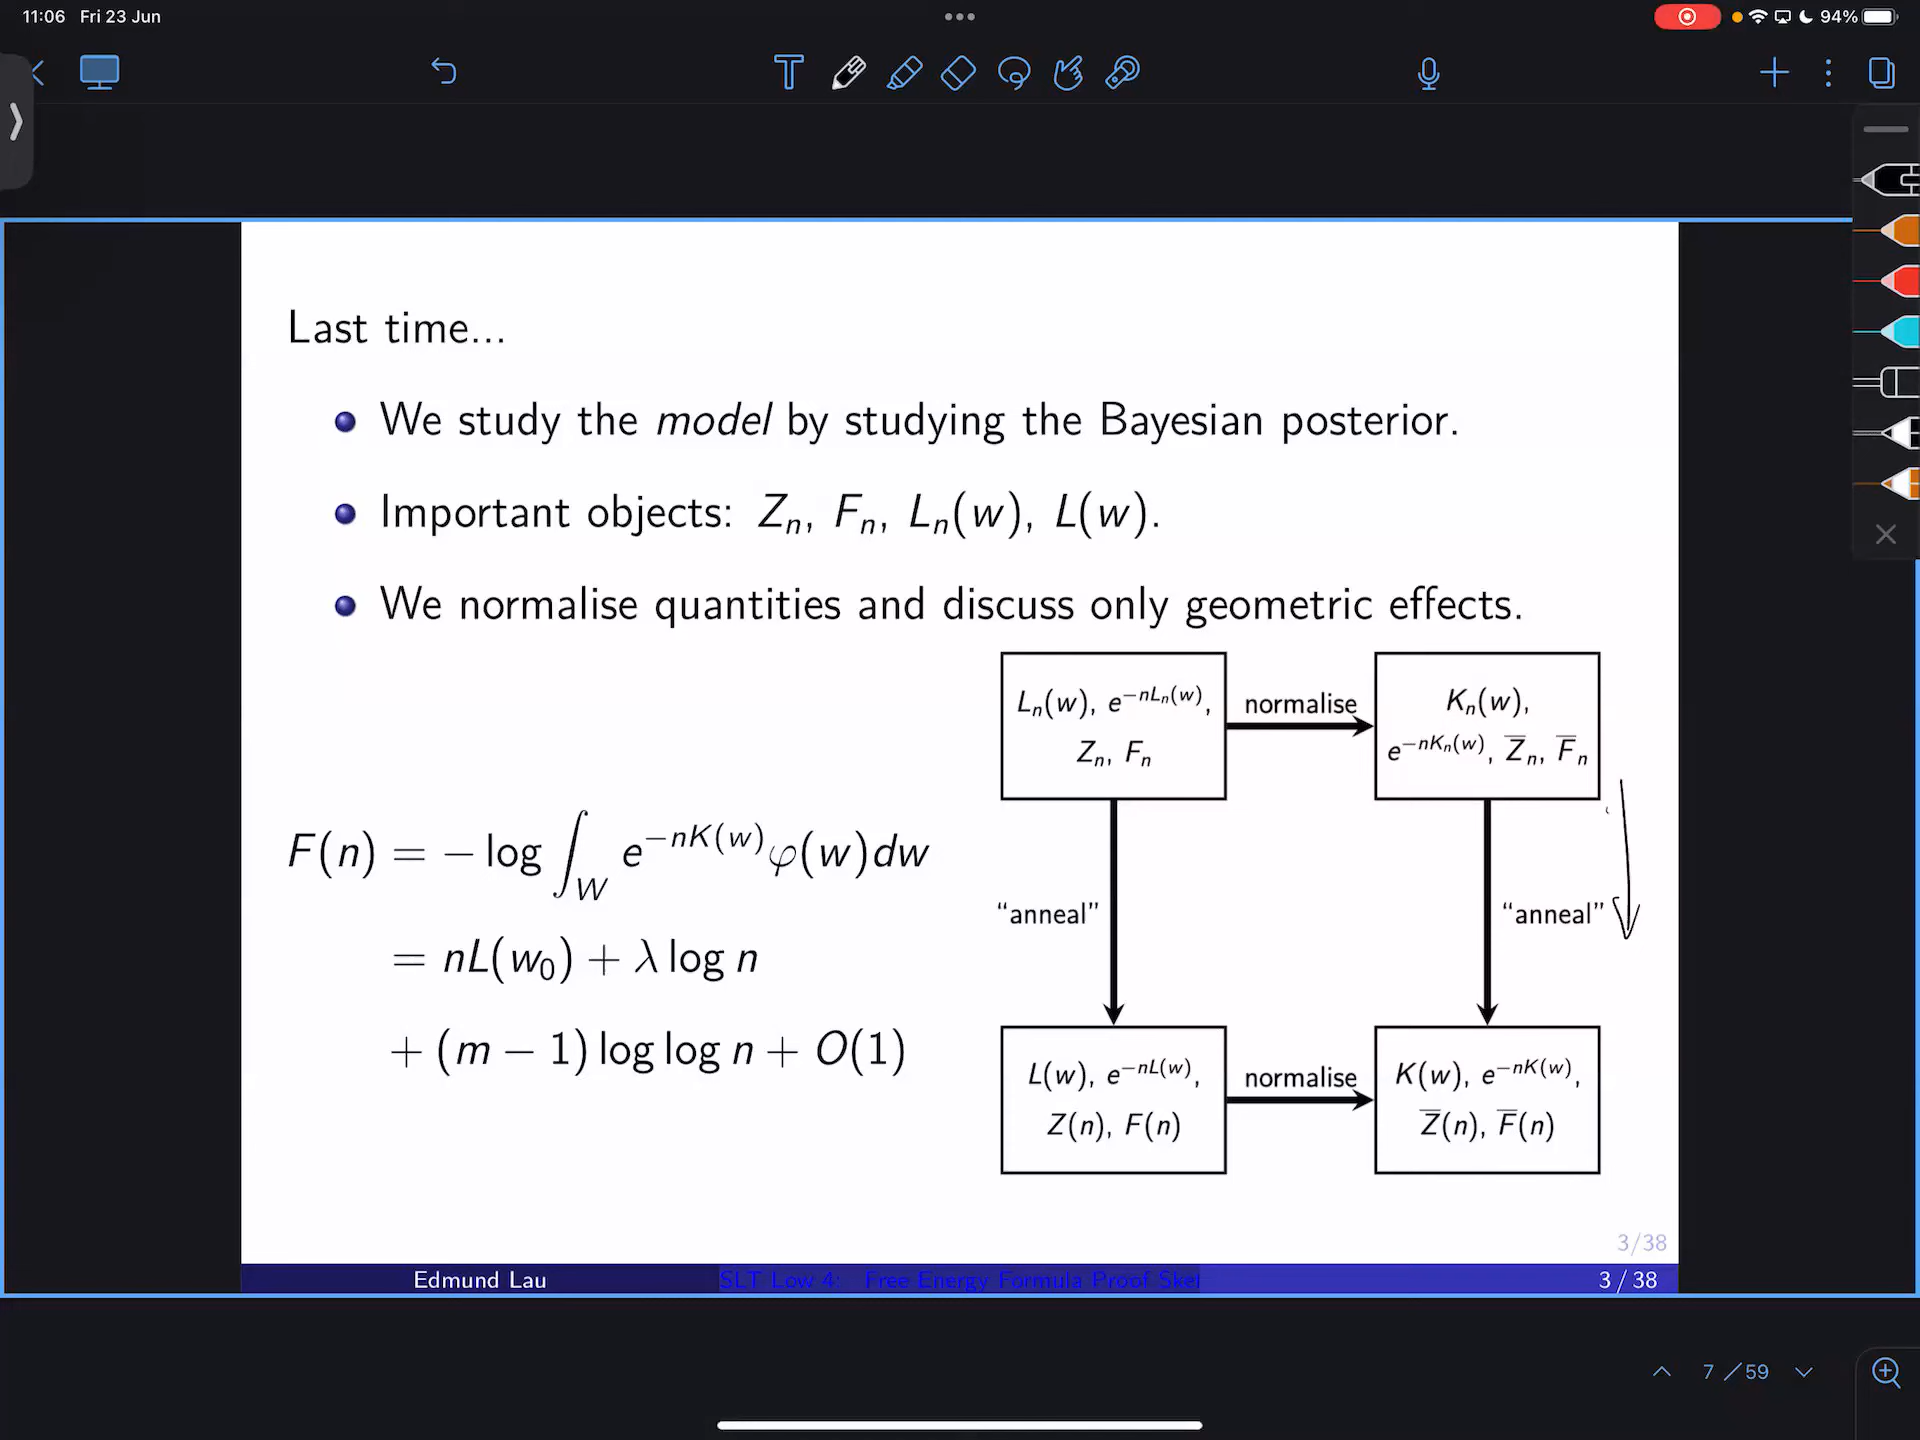 11:06 Fri 23 Jun
94%
Last time...
We study the model by studying the Bayesian posterior.
Important objects: Zₙ, Fₙ, Lₙ(w), L(w).
We normalise quantities and discuss only geometric effects.
Lₙ(w), e^{−nLₙ(w)},
Zₙ, Fₙ
normalise
Kₙ(w),
e^{−nKₙ(w)}, Z̅ₙ, F̅ₙ
F(n) = − log ∫_W e^{−nK(w)}φ(w)dw
= nL(w₀) + λ log n
+ (m − 1) log log n + O(1)
“anneal”
“anneal”
L(w), e^{−nL(w)},
Z(n), F(n)
normalise
K(w), e^{−nK(w)},
Z̅(n), F̅(n)
3/38
Edmund Lau
SLT Low 4: Free Energy Formula Proof Sket
3 / 38
7 / 59